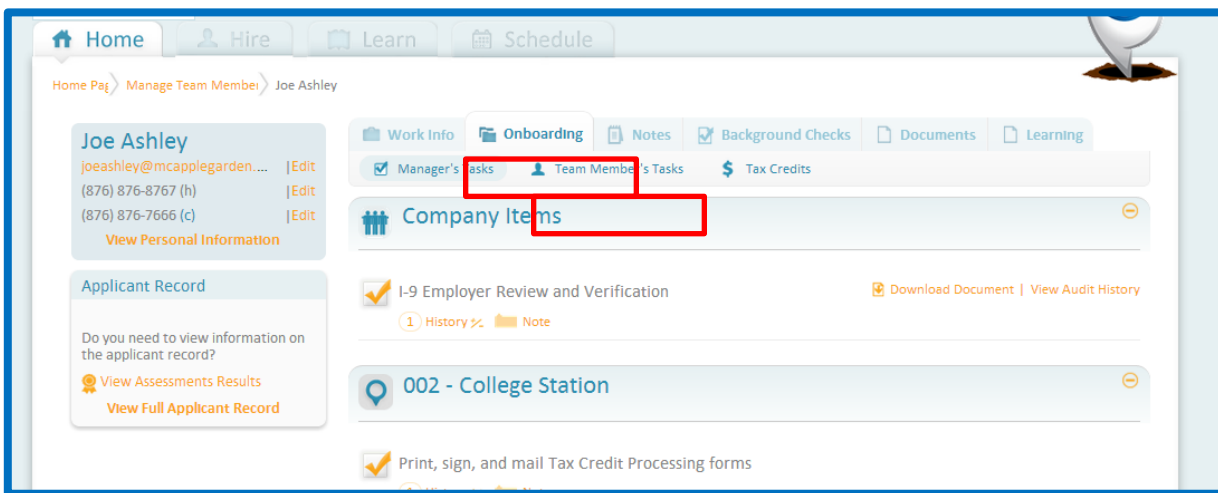 Home Hire Learn Schedule
Home Pag Manage Team Member Joe Ashley
Joe Ashley
joeashley@mcapplegarden.... |Edit
(876) 876-8767 (h) |Edit
(876) 876-7666 (c) |Edit
View Personal Information
Applicant Record
Do you need to view information on
the applicant record?
View Assessments Results
View Full Applicant Record
Work Info Onboarding Notes Background Checks Documents Learning
Manager's Tasks Team Member's Tasks $ Tax Credits
Company Items
I-9 Employer Review and Verification
Download Document | View Audit History
1 History Note
002 - College Station
Print, sign, and mail Tax Credit Processing forms